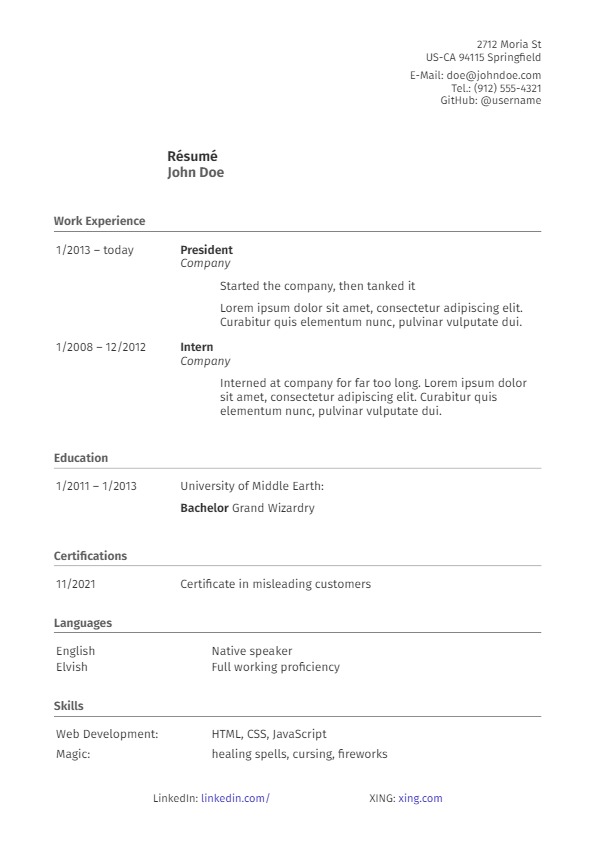 2712 Moria St
US-CA 94115 Springfield
E-Mail: doe@johndoe.com
Tel.: (912) 555-4321
GitHub: @username
Résumé
John Doe
Work Experience
1/2013 – today President
Company
Started the company, then tanked it
Lorem ipsum dolor sit amet, consectetur adipiscing elit.
Curabitur quis elementum nunc, pulvinar vulputate dui.
1/2008 – 12/2012 Intern
Company
Interned at company for far too long. Lorem ipsum dolor
sit amet, consectetur adipiscing elit. Curabitur quis
elementum nunc, pulvinar vulputate dui.
Education
1/2011 – 1/2013 University of Middle Earth:
Bachelor Grand Wizardry
Certifications
11/2021 Certificate in misleading customers
Languages
English Native speaker
Elvish Full working proficiency
Skills
Web Development: HTML, CSS, JavaScript
Magic: healing spells, cursing, fireworks
LinkedIn: linkedin.com/ XING: xing.com